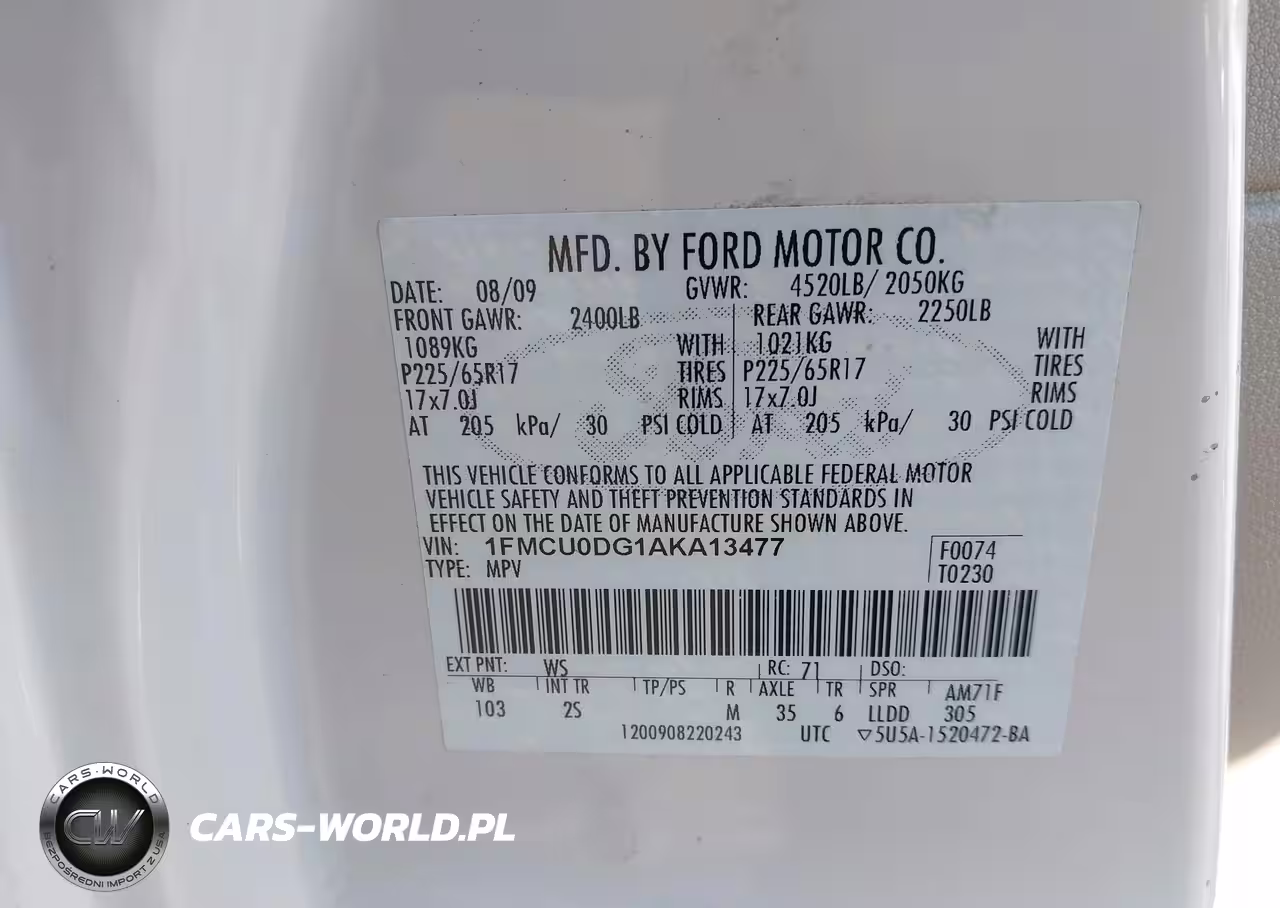 MFD. BY FORD MOTOR CO.
DATE: 08/09 GVWR: 4520LB/ 2050KG
FRONT GAWR: 2400LB REAR GAWR: 2250LB
1089KG WITH 1021KG WITH
P225/65R17 TIRES P225/65R17 TIRES
17x7.0J RIMS 17x7.0J RIMS
AT 205 kPa/ 30 PSI COLD AT 205 kPa/ 30 PSI COLD
THIS VEHICLE CONFORMS TO ALL APPLICABLE FEDERAL MOTOR
VEHICLE SAFETY AND THEFT PREVENTION STANDARDS IN
EFFECT ON THE DATE OF MANUFACTURE SHOWN ABOVE.
VIN: 1FMCU0DG1AKA13477 F0074
TYPE: MPV T0230
EXT PNT: WS RC: 71 DSO:
WB INT TR TP/PS R AXLE TR SPR AM71F
103 2S M 35 6 LLDD 305
1200908220243 UTC ▽5U5A-1520472-BA
CARS-WORLD
CW
BEZPOŚREDNI IMPORT Z USA
CARS-WORLD.PL